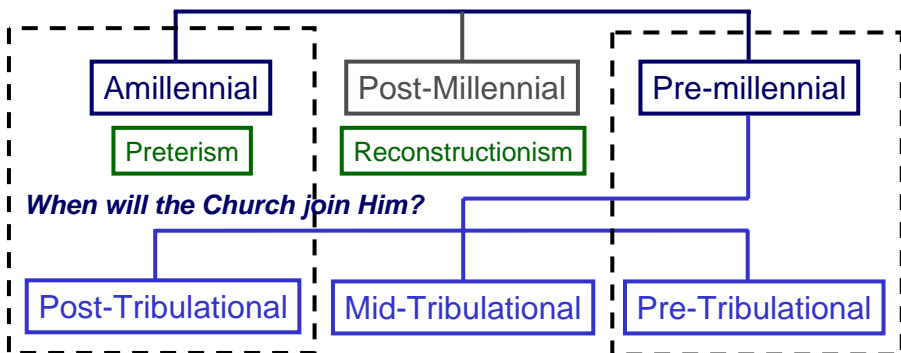 Amillennial
Post-Millennial
Pre-millennial
Preterism
Reconstructionism
When will the Church join Him?
Post-Tribulational
Mid-Tribulational
Pre-Tribulational